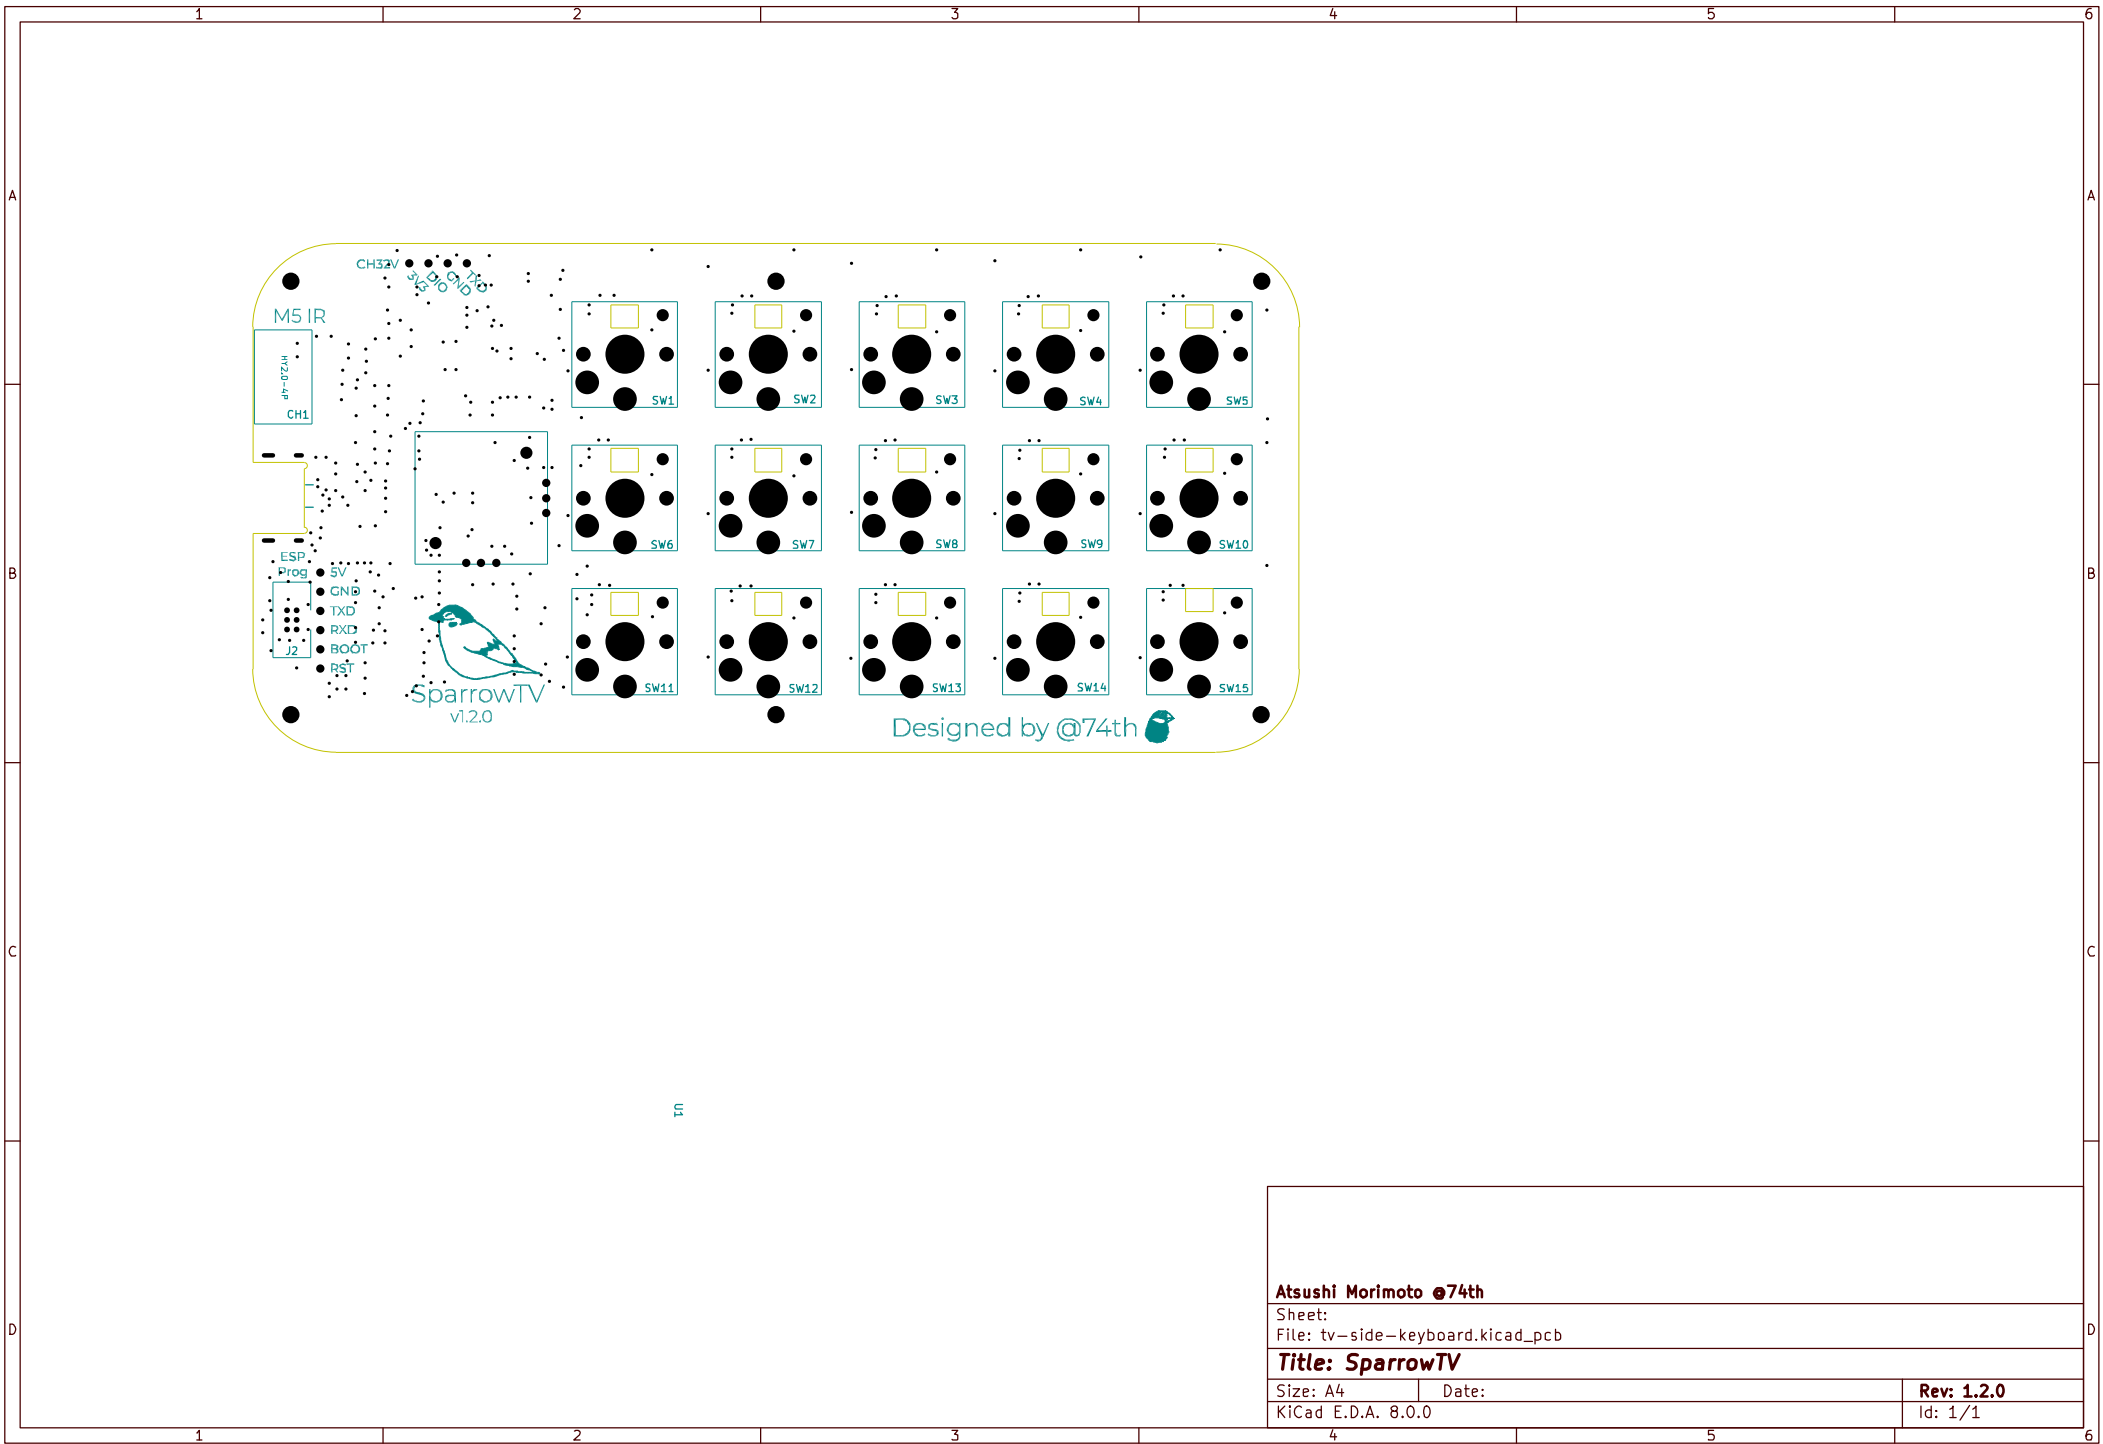 1 2 3 4 5 6
A A
CH32V
3V3
DIO
GND
TXD
M5 IR
HY2.0-4P
CH1
SW1 SW2 SW3 SW4 SW5
SW6 SW7 SW8 SW9 SW10
ESP
Prog
5V
B B
GND
TXD
RXD
BOOT
RST
J2
SW11 SW12 SW13 SW14 SW15
SparrowTV
v1.2.0
Designed by @74th
C C
U1
Atsushi Morimoto @74th
Sheet:
File: tv-side-keyboard.kicad_pcb
D D
Title: SparrowTV
Size: A4 Date: Rev: 1.2.0
KiCad E.D.A. 8.0.0 Id: 1/1
1 2 3 4 5 6